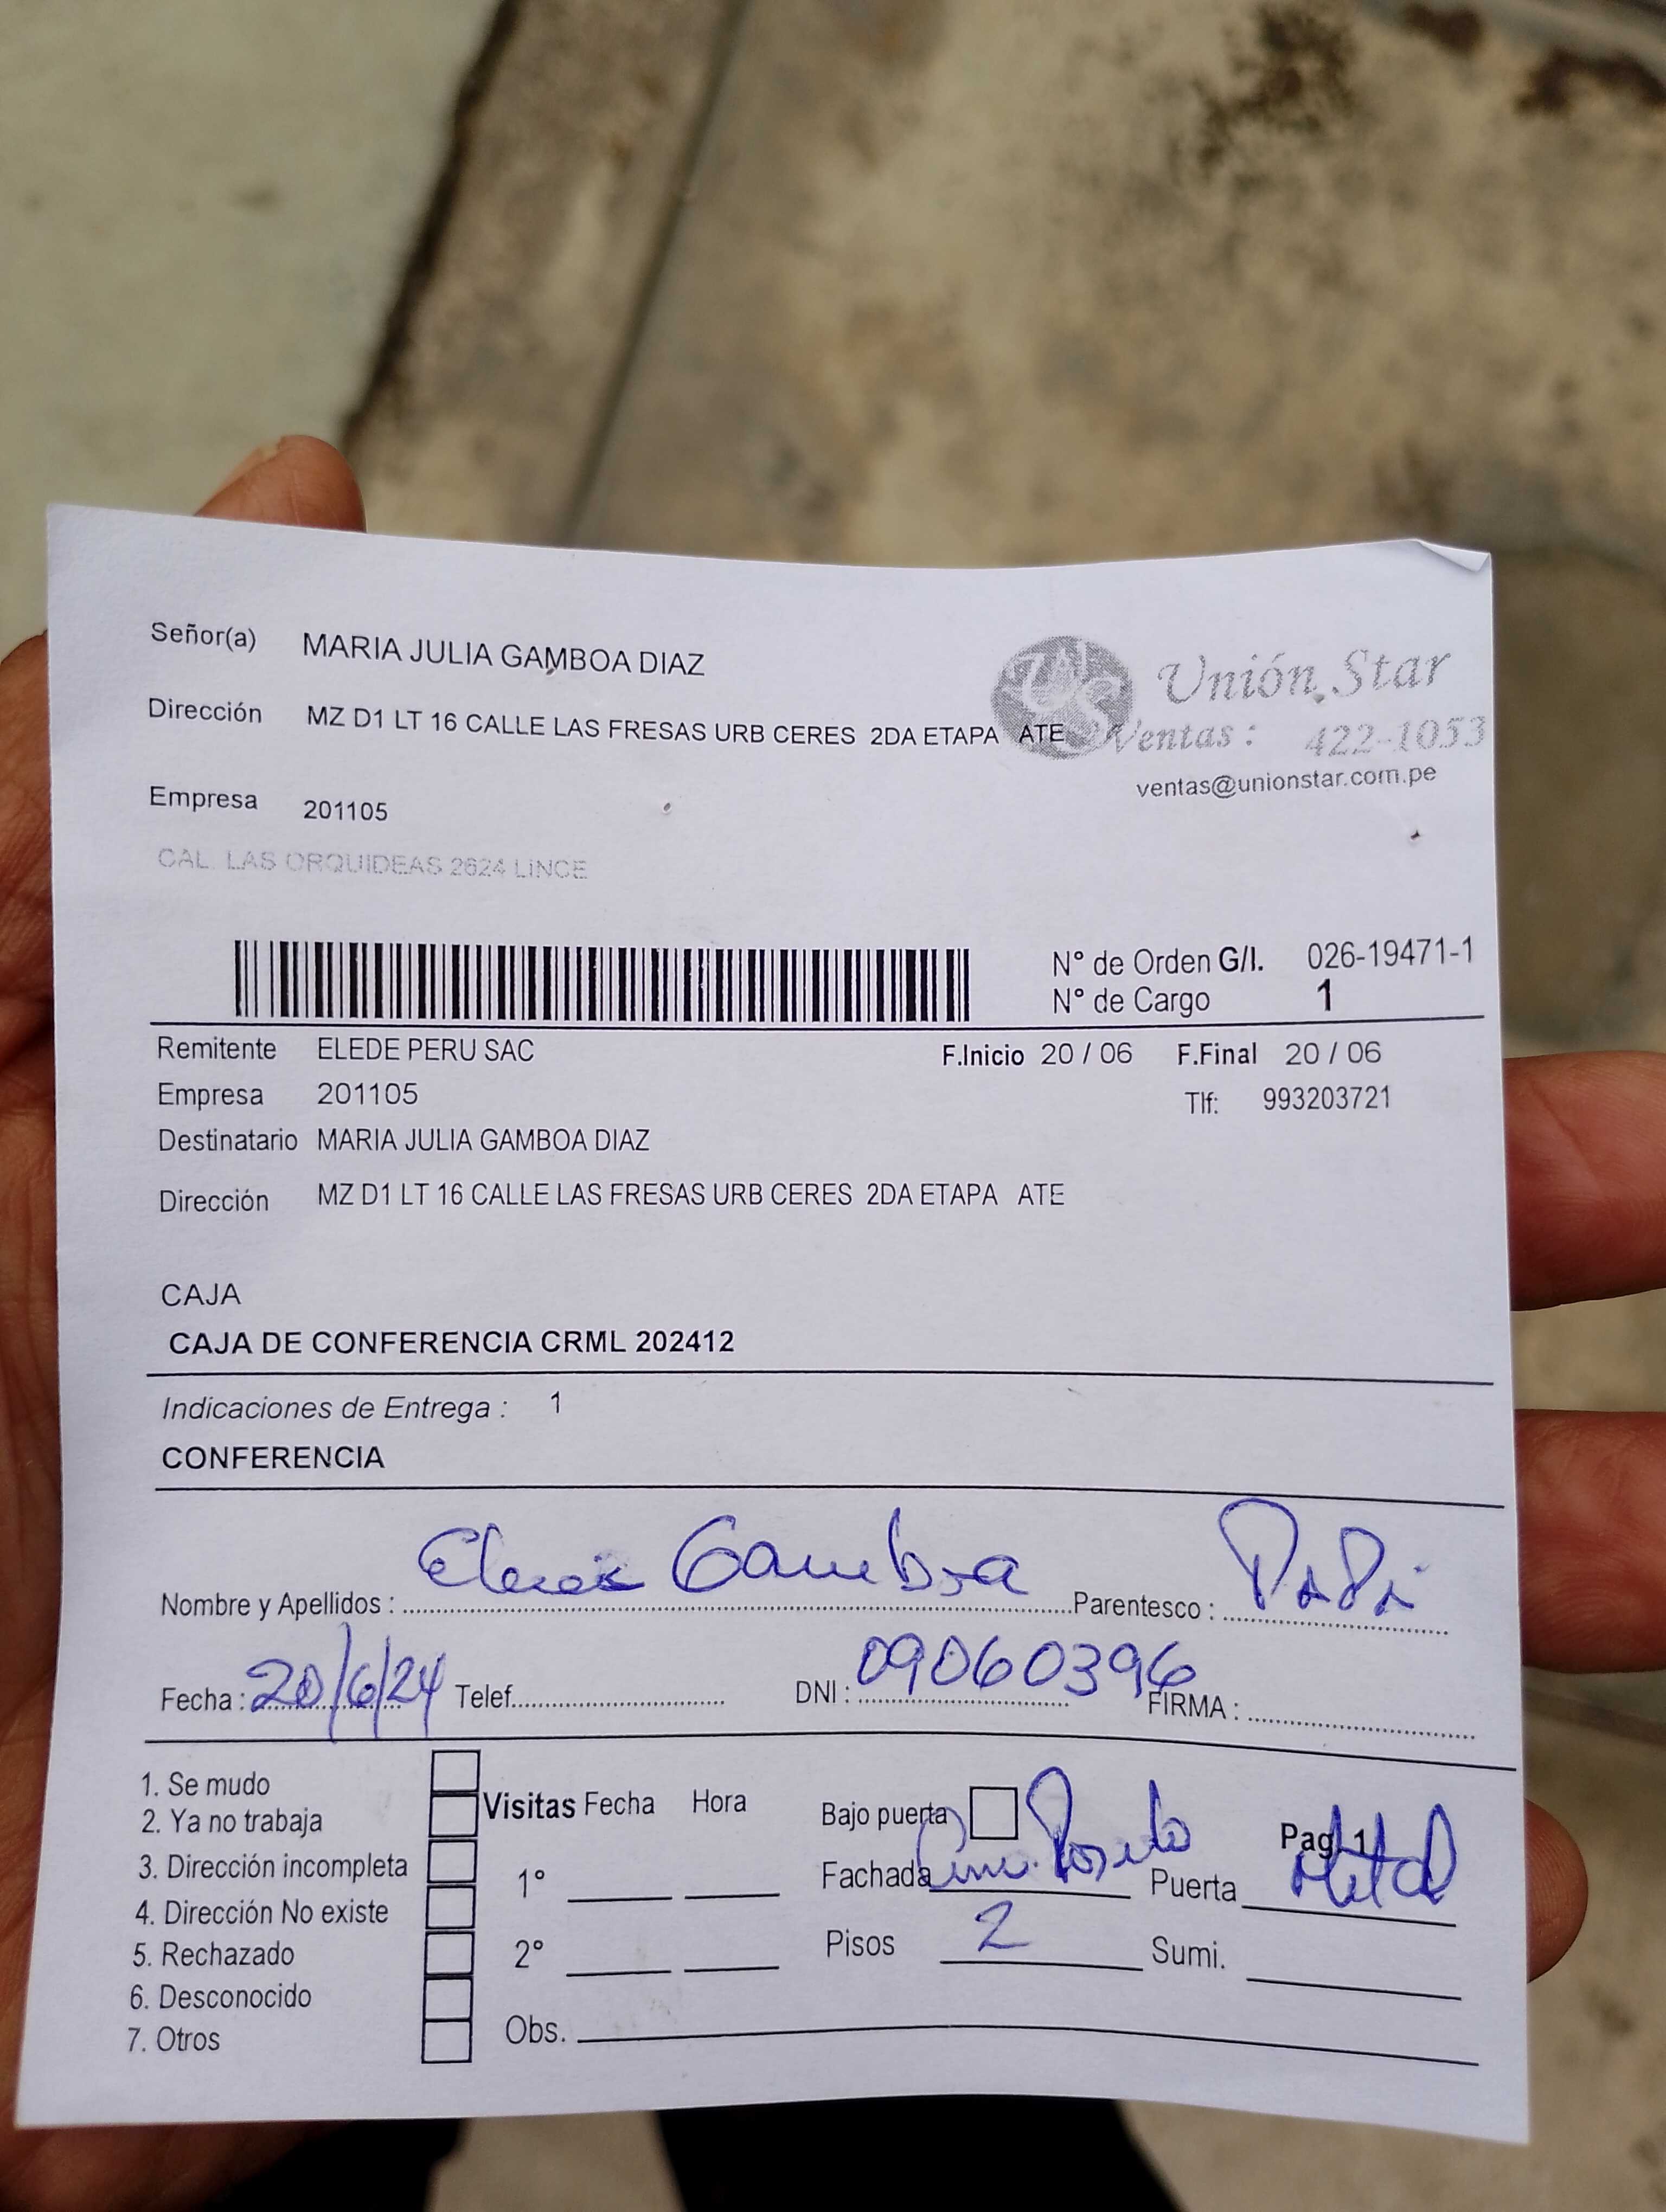 Señor(a) MARIA JULIA GAMBOA DIAZ
Unión Star
Dirección MZ D1 LT 16 CALLE LAS FRESAS URB CERES 2DA ETAPA ATE
Ventas : 422-1053
ventas@unionstar.com.pe
Empresa 201105
CAL. LAS ORQUIDEAS 2624 LINCE
N° de Orden G/I. 026-19471-1
N° de Cargo 1
Remitente ELEDE PERU SAC F.Inicio 20 / 06 F.Final 20 / 06
Empresa 201105 Tlf: 993203721
Destinatario MARIA JULIA GAMBOA DIAZ
Dirección MZ D1 LT 16 CALLE LAS FRESAS URB CERES 2DA ETAPA ATE
CAJA
CAJA DE CONFERENCIA CRML 202412
Indicaciones de Entrega : 1
CONFERENCIA
Nombre y Apellidos : Gamboa Parentesco : PaPá
Fecha : 20/6/24 Telef. DNI : 09060396 FIRMA :
1. Se mudo
2. Ya no trabaja
3. Dirección incompleta
4. Dirección No existe
5. Rechazado
6. Desconocido
7. Otros
Visitas Fecha Hora
1°
2°
Obs.
Bajo puerta Pag 1
Fachada Puerta Metal
Pisos 2 Sumi.